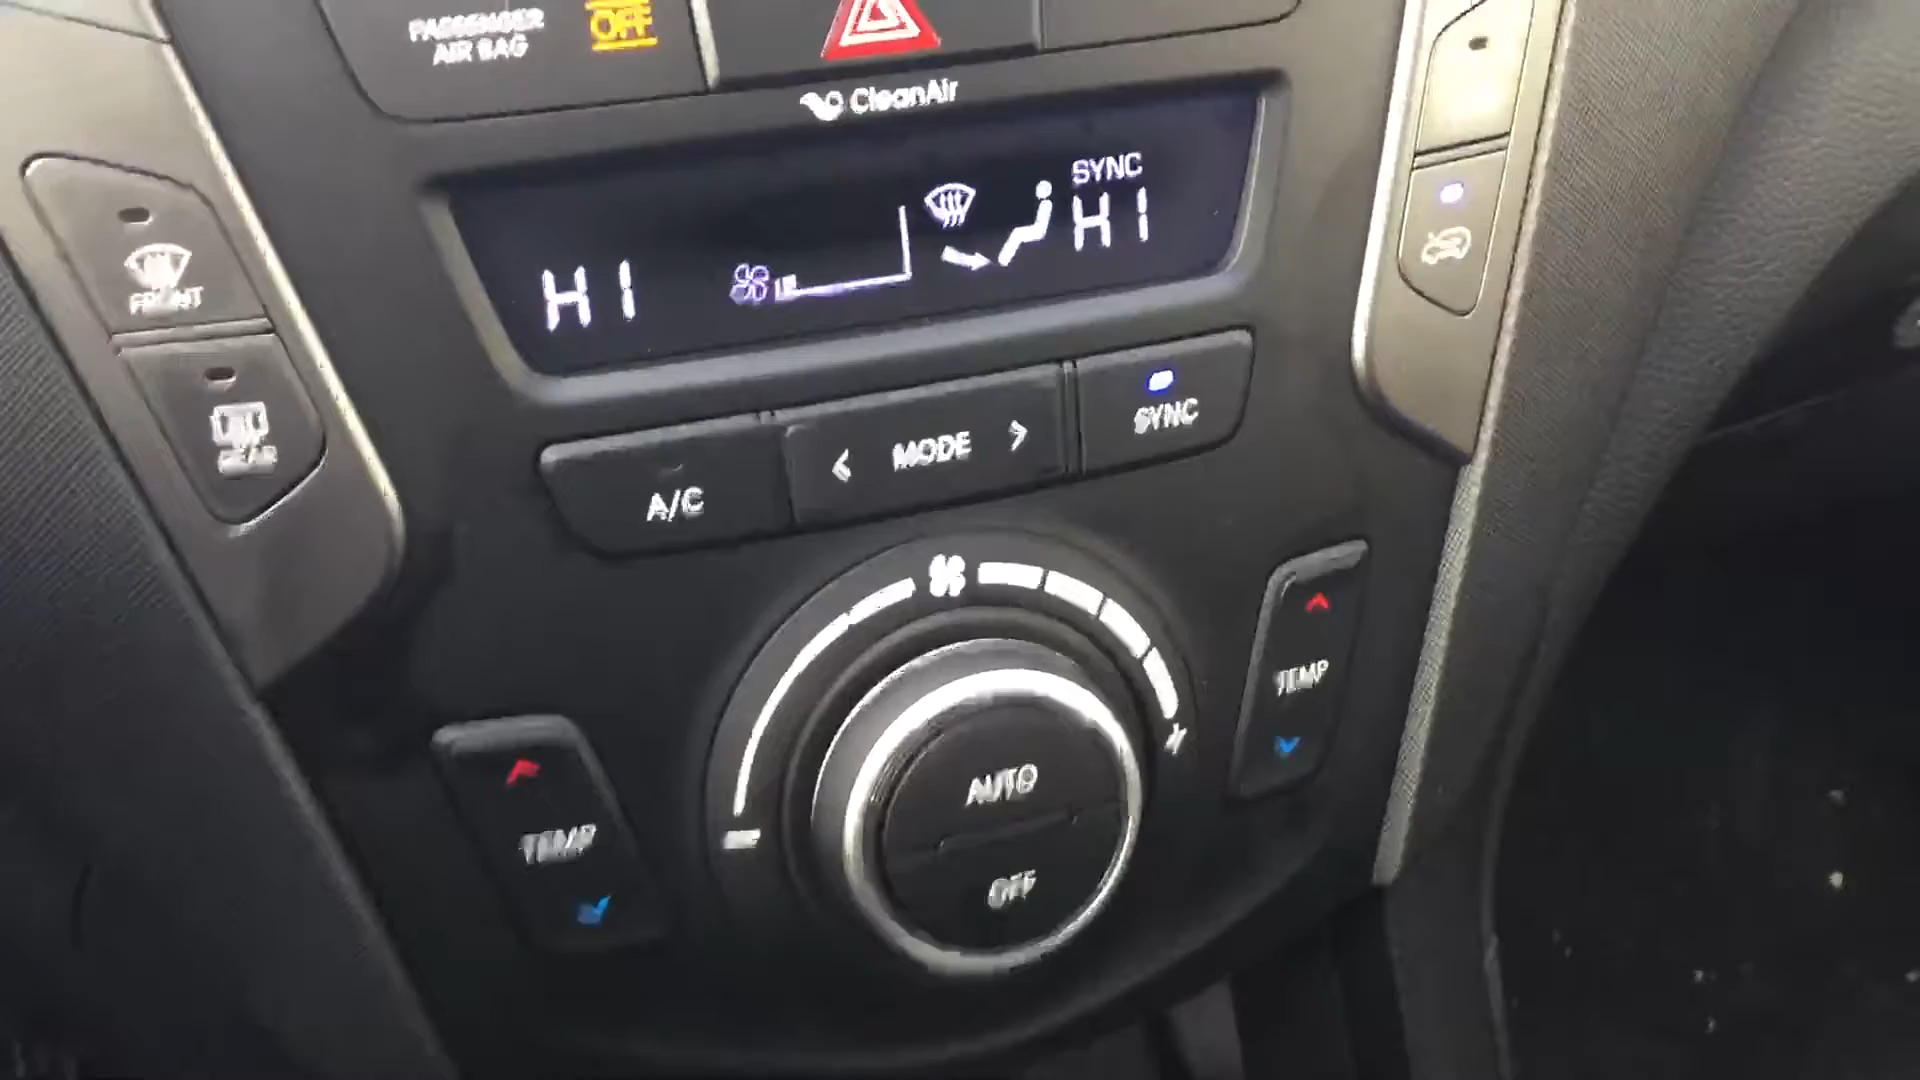 PASSENGER
AIR BAG
OFF
CleanAir
SYNC
HI
HI
FRONT
REAR
A/C
< MODE >
SYNC
TEMP
TEMP
AUTO
OFF